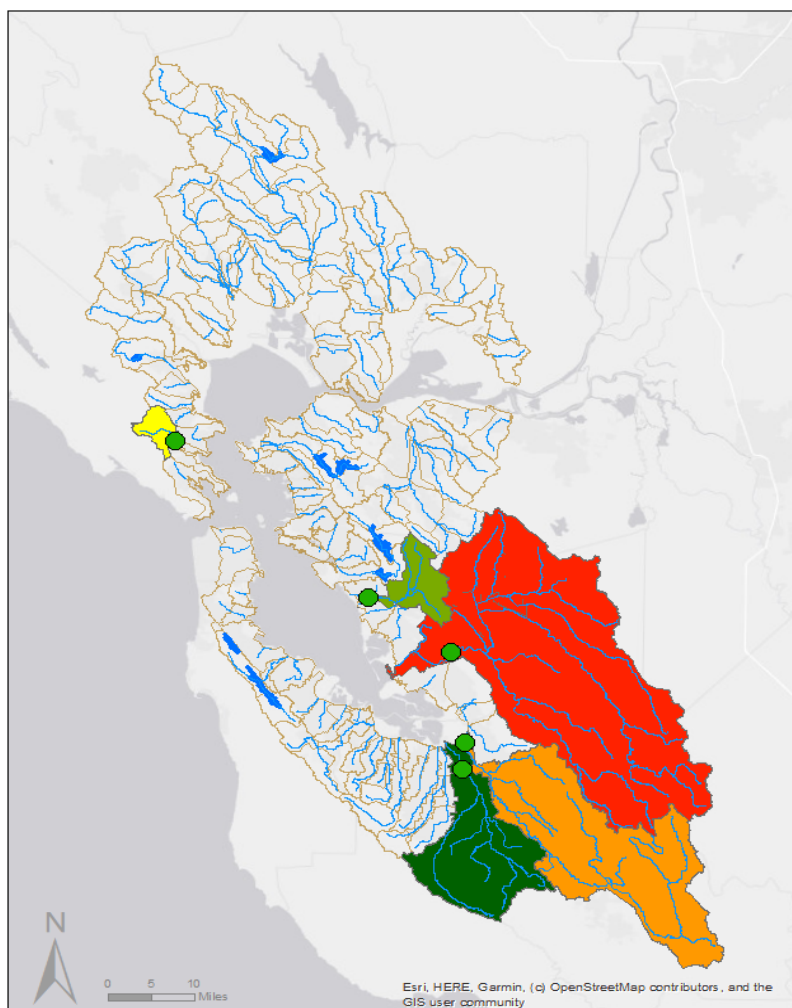 N
0 5 10
Miles
Esri, HERE, Garmin, (c) OpenStreetMap contributors, and the
GIS user community